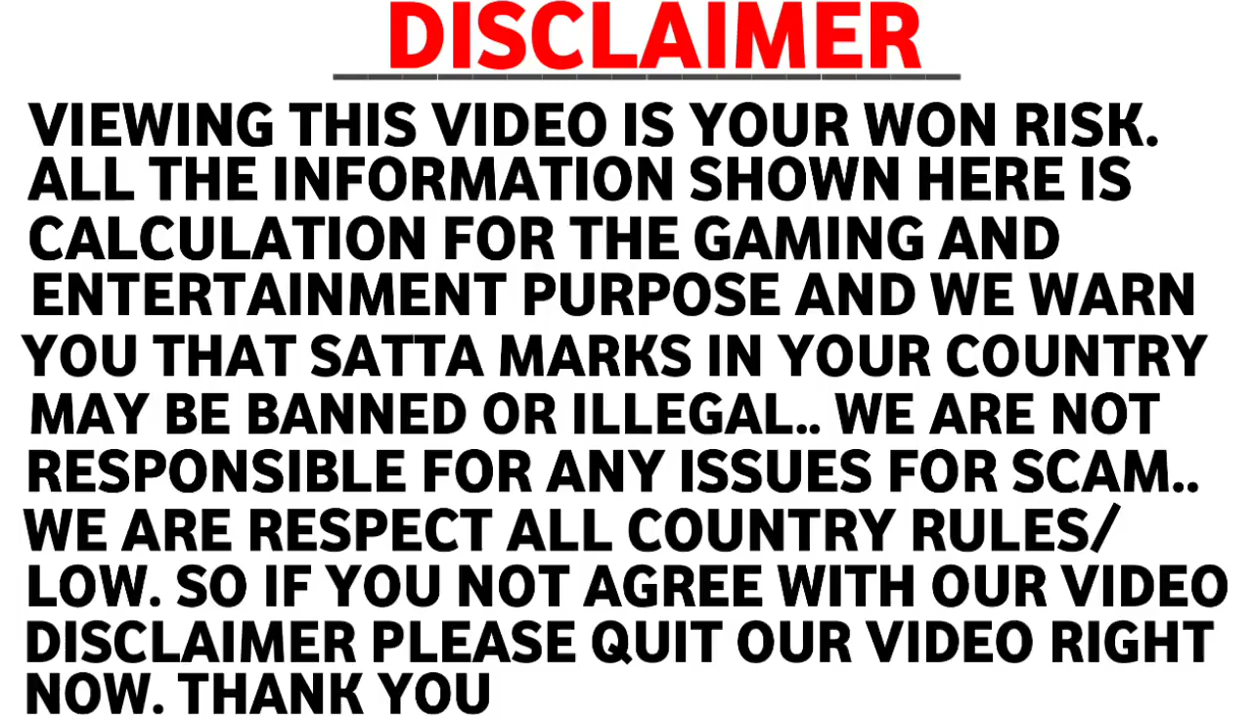 DISCLAIMER
VIEWING THIS VIDEO IS YOUR WON RISK.
ALL THE INFORMATION SHOWN HERE IS
CALCULATION FOR THE GAMING AND
ENTERTAINMENT PURPOSE AND WE WARN
YOU THAT SATTA MARKS IN YOUR COUNTRY
MAY BE BANNED OR ILLEGAL.. WE ARE NOT
RESPONSIBLE FOR ANY ISSUES FOR SCAM..
WE ARE RESPECT ALL COUNTRY RULES/
LOW. SO IF YOU NOT AGREE WITH OUR VIDEO
DISCLAIMER PLEASE QUIT OUR VIDEO RIGHT
NOW. THANK YOU